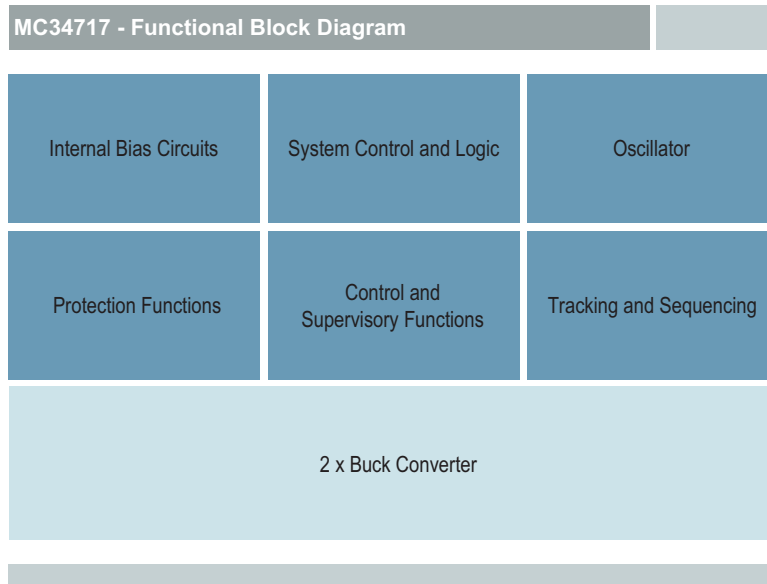 MC34717 - Functional Block Diagram
Internal Bias Circuits
System Control and Logic
Oscillator
Protection Functions
Control and
Supervisory Functions
Tracking and Sequencing
2 x Buck Converter